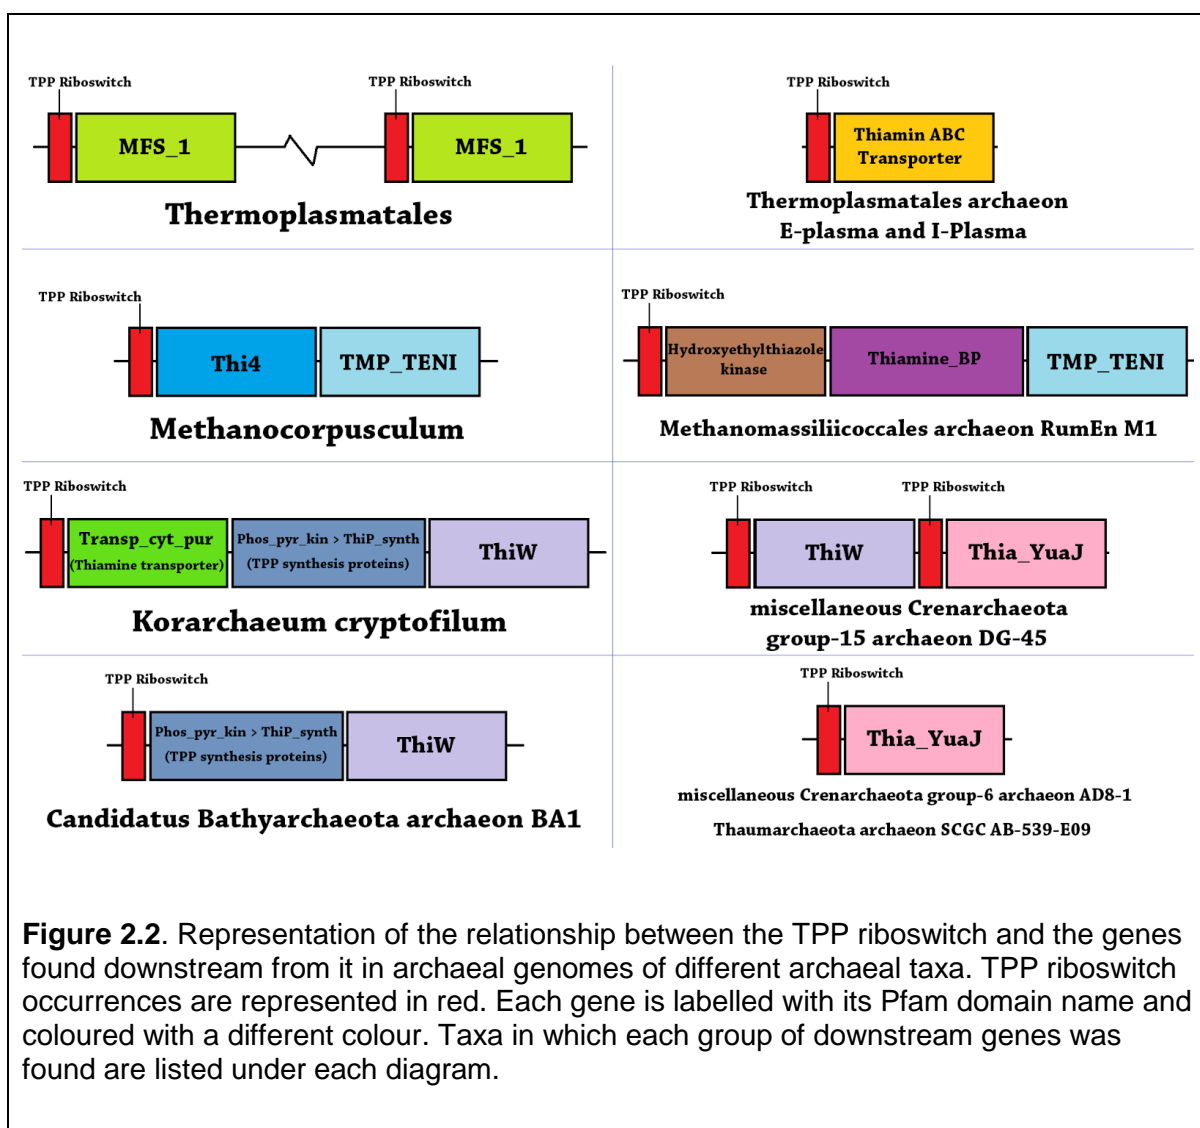 TPP Riboswitch
TPP Riboswitch
MFS_1
MFS_1
Thermoplasmatales
TPP Riboswitch
Thiamin ABC
Transporter
Thermoplasmatales archaeon
E-plasma and I-Plasma
TPP Riboswitch
Thi4
TMP_TENI
Methanocorpusculum
TPP Riboswitch
Hydroxyethylthiazole
kinase
Thiamine_BP
TMP_TENI
Methanomassiliicoccales archaeon RumEn M1
TPP Riboswitch
Transp_cyt_pur
(Thiamine transporter)
Phos_pyr_kin > ThiP_synth
(TPP synthesis proteins)
ThiW
Korarchaeum cryptofilum
TPP Riboswitch
TPP Riboswitch
ThiW
Thia_YuaJ
miscellaneous Crenarchaeota
group-15 archaeon DG-45
TPP Riboswitch
Phos_pyr_kin > ThiP_synth
(TPP synthesis proteins)
ThiW
Candidatus Bathyarchaeota archaeon BA1
TPP Riboswitch
Thia_YuaJ
miscellaneous Crenarchaeota group-6 archaeon AD8-1
Thaumarchaeota archaeon SCGC AB-539-E09
Figure 2.2. Representation of the relationship between the TPP riboswitch and the genes
found downstream from it in archaeal genomes of different archaeal taxa. TPP riboswitch
occurrences are represented in red. Each gene is labelled with its Pfam domain name and
coloured with a different colour. Taxa in which each group of downstream genes was
found are listed under each diagram.